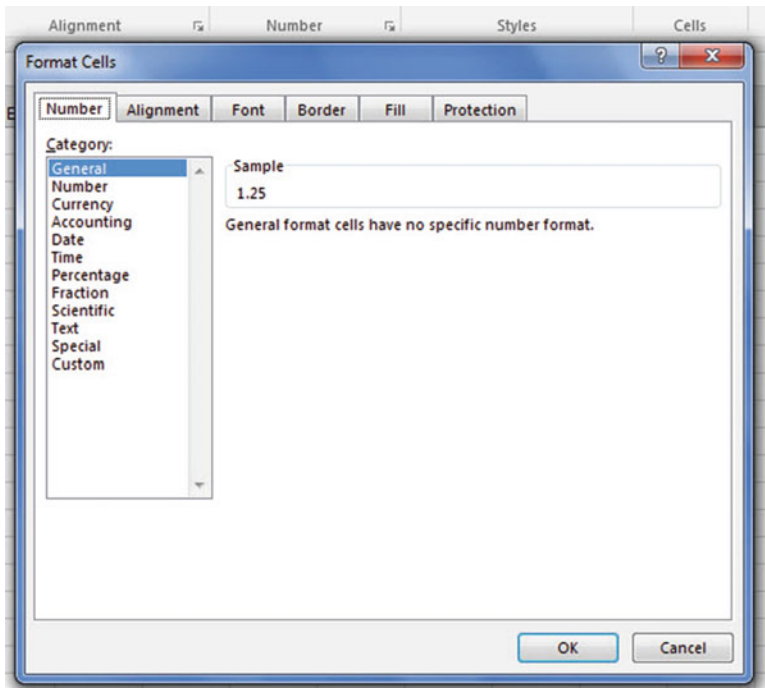 Alignment Number Styles Cells
Format Cells
Number Alignment Font Border Fill Protection
Category:
General
Number
Currency
Accounting
Date
Time
Percentage
Fraction
Scientific
Text
Special
Custom
Sample
1.25
General format cells have no specific number format.
OK Cancel